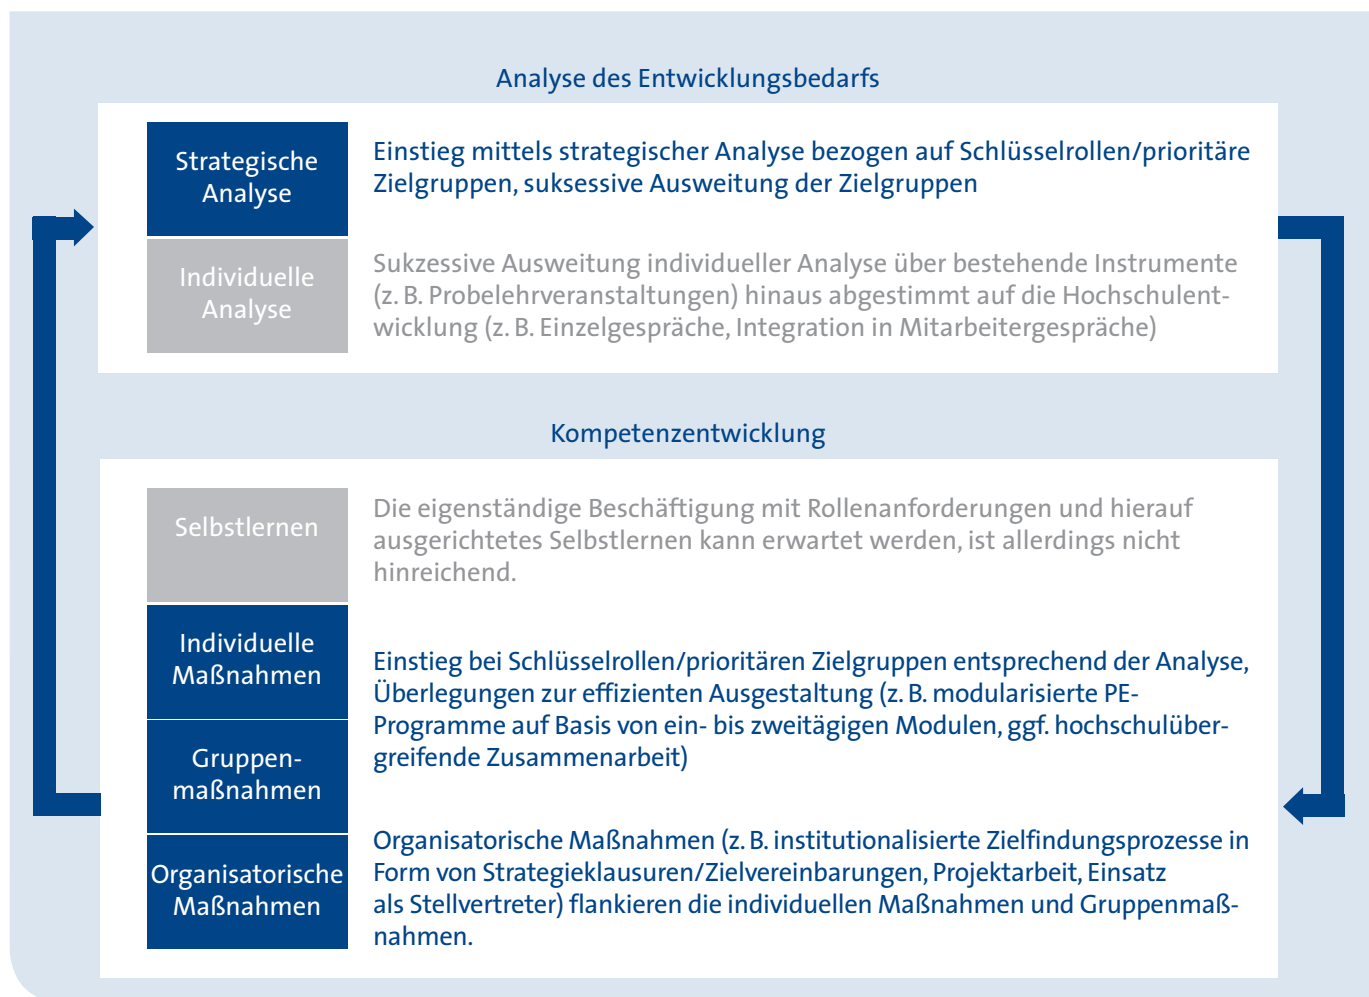 Analyse des Entwicklungsbedarfs
Strategische
Analyse
Einstieg mittels strategischer Analyse bezogen auf Schlüsselrollen/prioritäre
Zielgruppen, suksessive Ausweitung der Zielgruppen
Individuelle
Analyse
Sukzessive Ausweitung individueller Analyse über bestehende Instrumente
(z. B. Probelehrveranstaltungen) hinaus abgestimmt auf die Hochschulent-
wicklung (z. B. Einzelgespräche, Integration in Mitarbeitergespräche)
Kompetenzentwicklung
Selbstlernen
Die eigenständige Beschäftigung mit Rollenanforderungen und hierauf
ausgerichtetes Selbstlernen kann erwartet werden, ist allerdings nicht
hinreichend.
Individuelle
Maßnahmen
Gruppen-
maßnahmen
Einstieg bei Schlüsselrollen/prioritären Zielgruppen entsprechend der Analyse,
Überlegungen zur effizienten Ausgestaltung (z. B. modularisierte PE-
Programme auf Basis von ein- bis zweitägigen Modulen, ggf. hochschulüber-
greifende Zusammenarbeit)
Organisatorische
Maßnahmen
Organisatorische Maßnahmen (z. B. institutionalisierte Zielfindungsprozesse in
Form von Strategieklausuren/Zielvereinbarungen, Projektarbeit, Einsatz
als Stellvertreter) flankieren die individuellen Maßnahmen und Gruppenmaß-
nahmen.